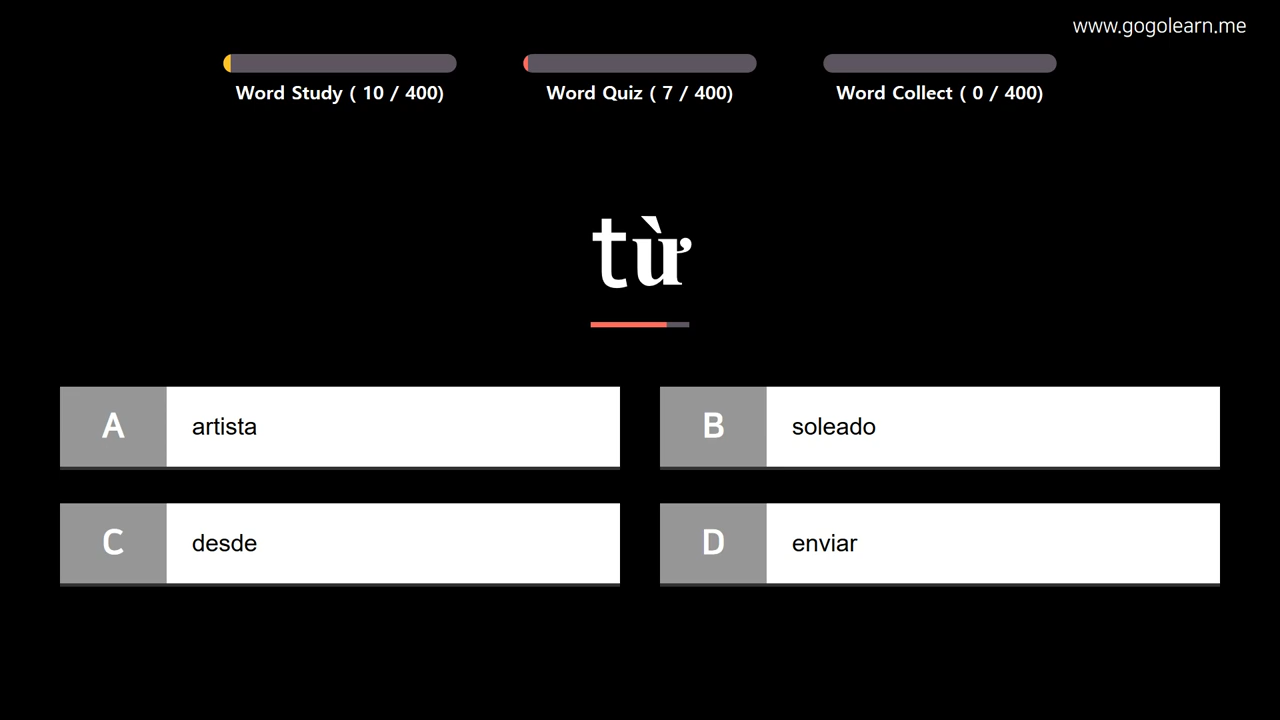 www.gogolearn.me
Word Study ( 10 / 400)
Word Quiz ( 7 / 400)
Word Collect ( 0 / 400)
từ
A artista
B soleado
C desde
D enviar